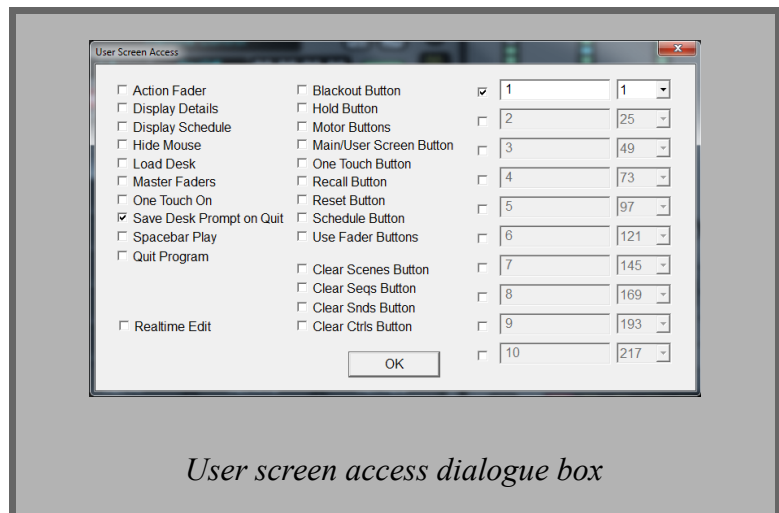 User Screen Access
Action Fader
Display Details
Display Schedule
Hide Mouse
Load Desk
Master Faders
One Touch On
Save Desk Prompt on Quit
Spacebar Play
Quit Program
Realtime Edit
Blackout Button
Hold Button
Motor Buttons
Main/User Screen Button
One Touch Button
Recall Button
Reset Button
Schedule Button
Use Fader Buttons
Clear Scenes Button
Clear Seqs Button
Clear Snds Button
Clear Ctrls Button
OK
1 1
2 25
3 49
4 73
5 97
6 121
7 145
8 169
9 193
10 217
User screen access dialogue box